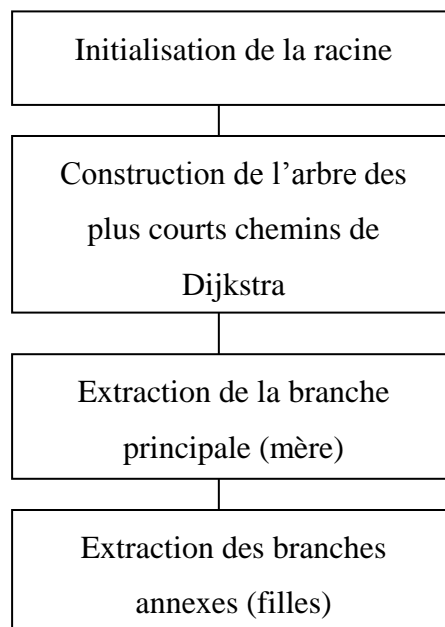 Initialisation de la racine
Construction de l’arbre des
plus courts chemins de
Dijkstra
Extraction de la branche
principale (mère)
Extraction des branches
annexes (filles)